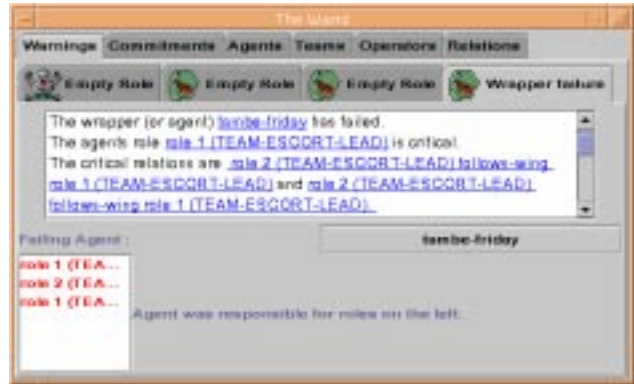 The Wand
Warnings Commitments Agents Teams Operators Relations
Empty Role Empty Role Empty Role Wrapper failure
The wrapper (or agent) tambe-friday has failed.
The agents role role 1 (TEAM-ESCORT-LEAD) is critical.
The critical relations are role 2 (TEAM-ESCORT-LEAD) follows-wing
role 1 (TEAM-ESCORT-LEAD) and role 2 (TEAM-ESCORT-LEAD)
follows-wing role 1 (TEAM-ESCORT-LEAD).
Failing Agent:
tambe-friday
role 1 (TEA...
role 2 (TEA...
role 1 (TEA...
Agent was responsible for roles on the left.